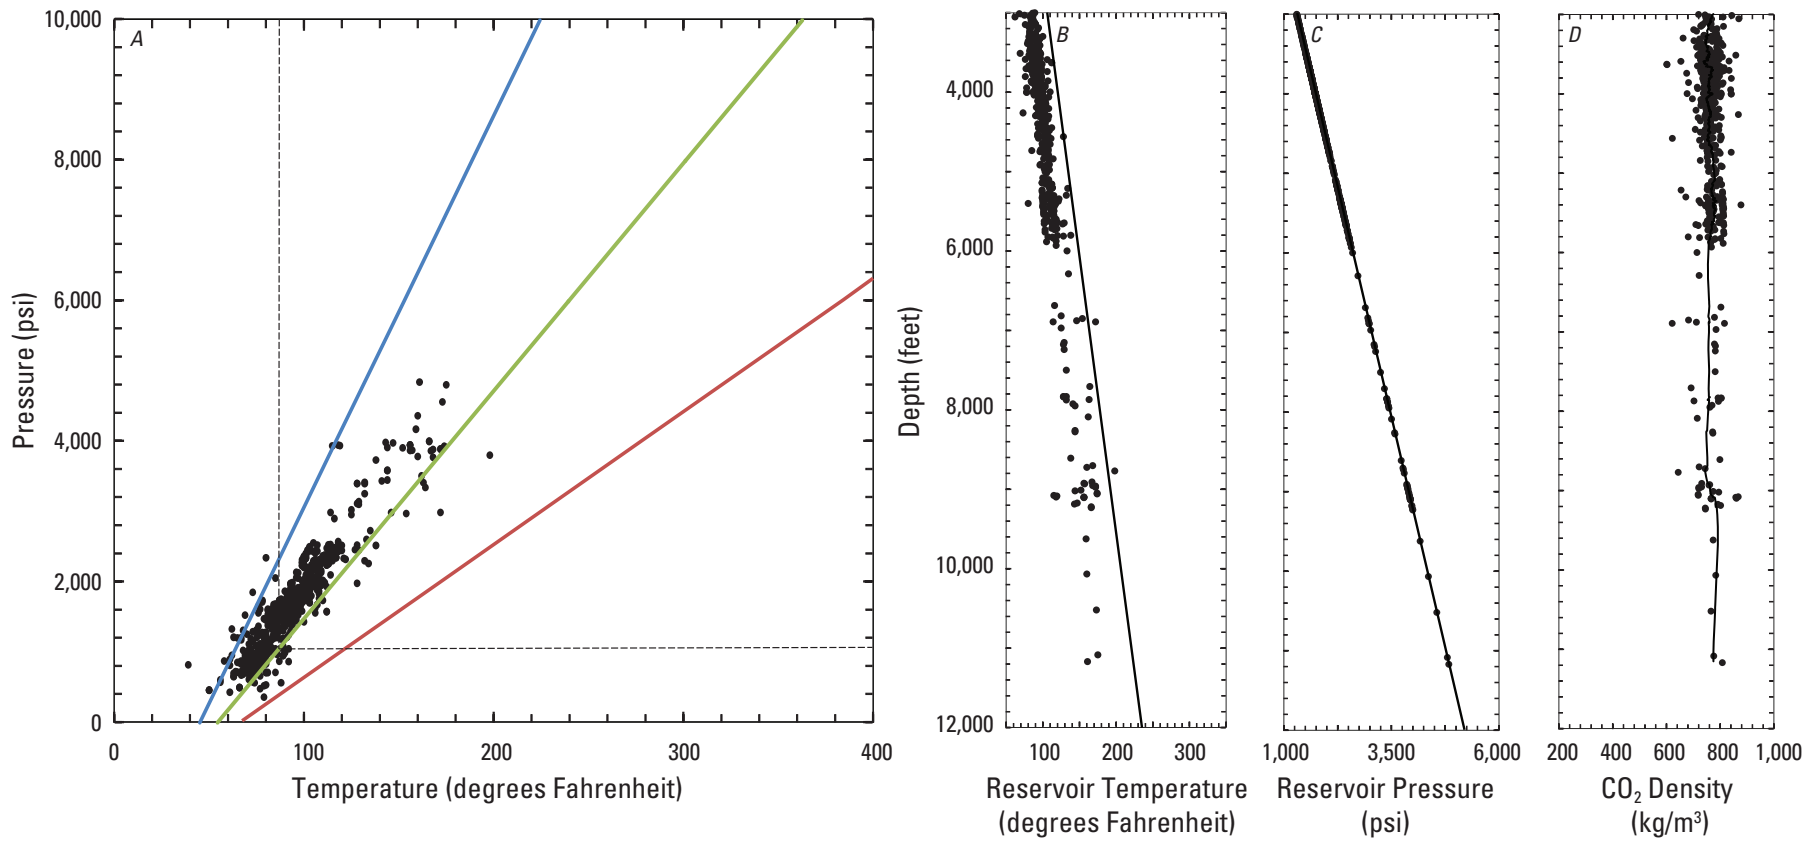 A
10,000
8,000
6,000
4,000
2,000
0
Pressure (psi)
0 100 200 300 400
Temperature (degrees Fahrenheit)
B
4,000
6,000
8,000
10,000
12,000
Depth (feet)
100 200 300
Reservoir Temperature
(degrees Fahrenheit)
C
1,000 3,500 6,000
Reservoir Pressure
(psi)
D
200 400 600 800 1,000
CO₂ Density
(kg/m³)